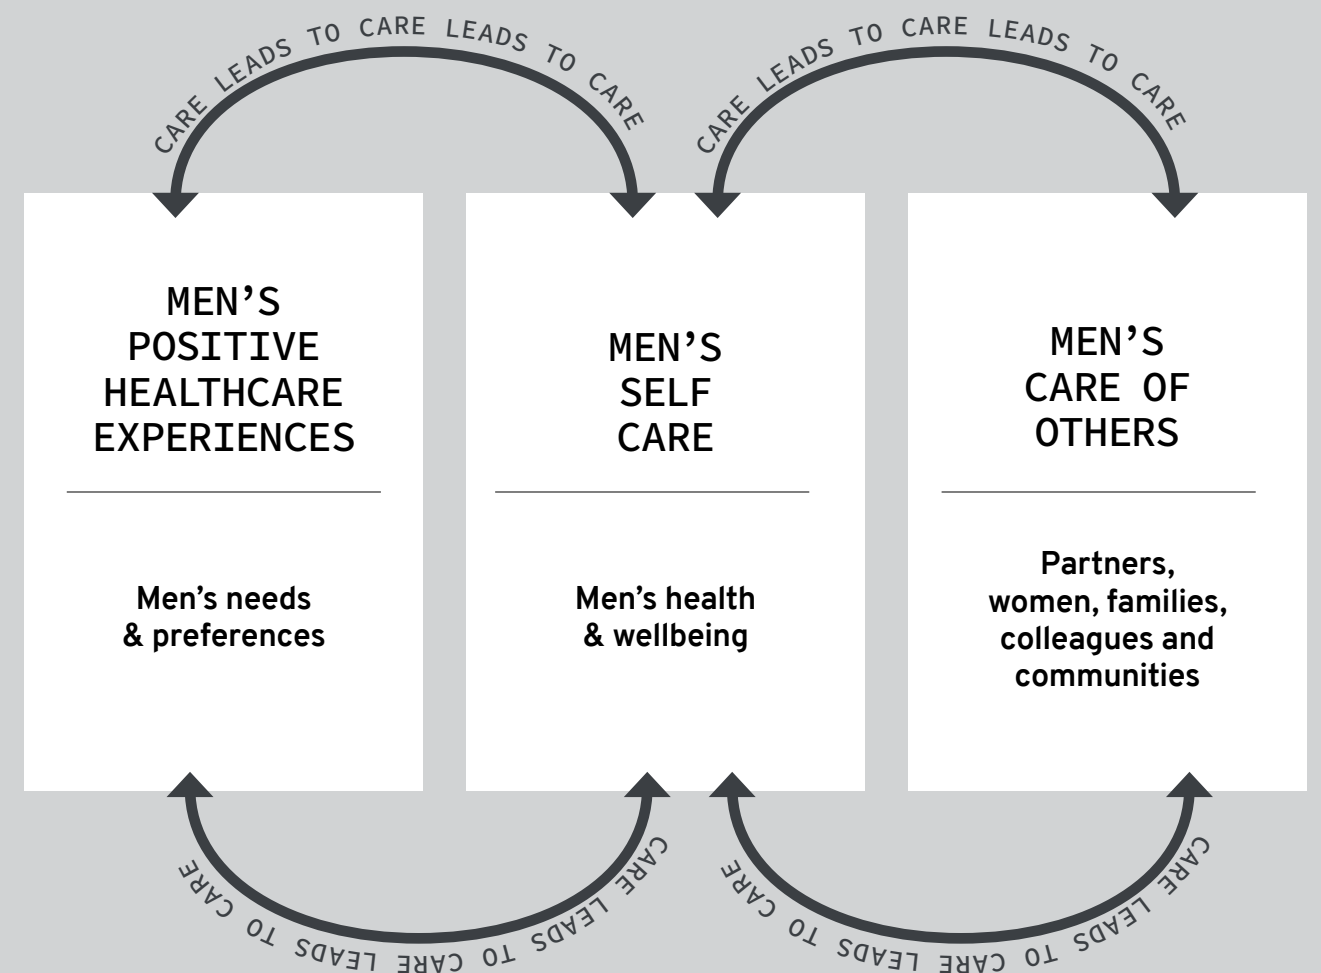 CARE LEADS TO CARE LEADS TO CARE
CARE LEADS TO CARE LEADS TO CARE
MEN’S
POSITIVE
HEALTHCARE
EXPERIENCES
Men’s needs
& preferences
MEN’S
SELF
CARE
Men’s health
& wellbeing
MEN’S
CARE OF
OTHERS
Partners,
women, families,
colleagues and
communities
CARE LEADS TO CARE LEADS TO CARE
CARE LEADS TO CARE LEADS TO CARE